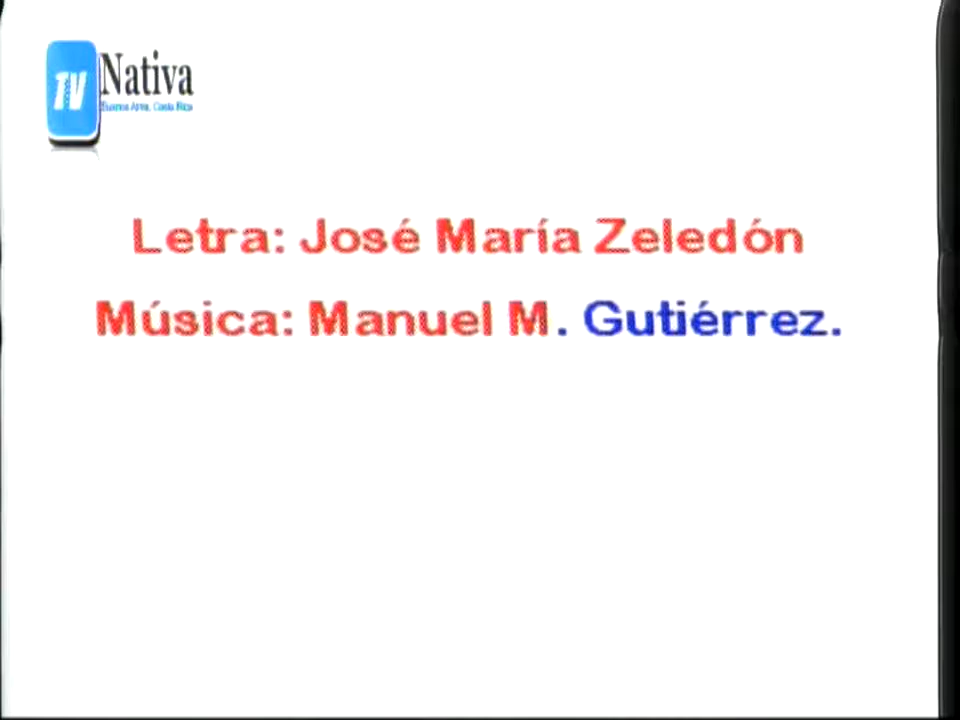 TV Nativa
Buenos Aires, Costa Rica
Letra: José María Zeledón
Música: Manuel M. Gutiérrez.